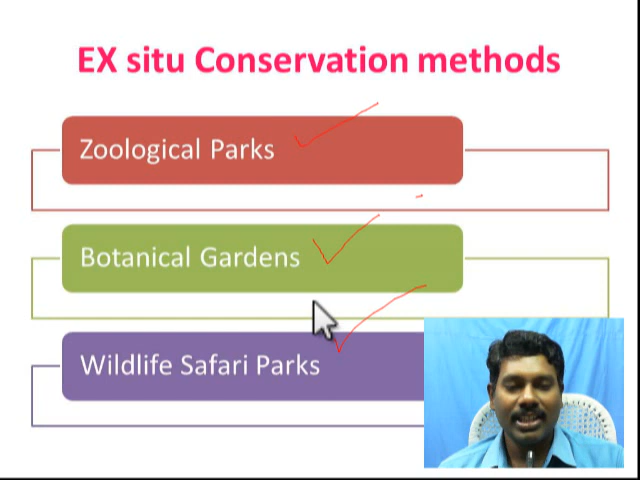 EX situ Conservation methods
Zoological Parks
Botanical Gardens
Wildlife Safari Parks